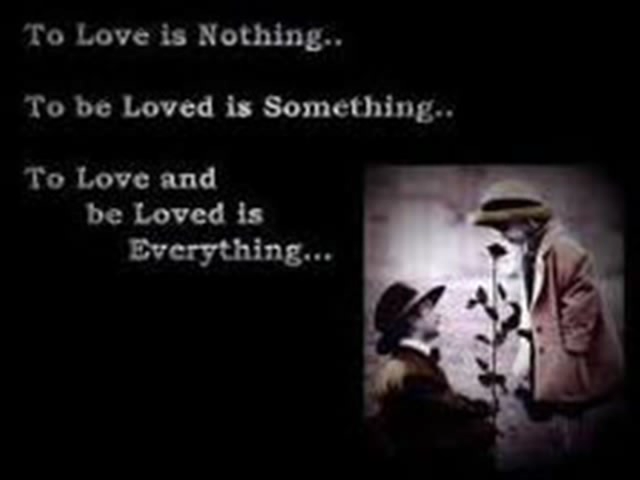 To Love is Nothing..
To be Loved is Something..
To Love and
be Loved is
Everything...